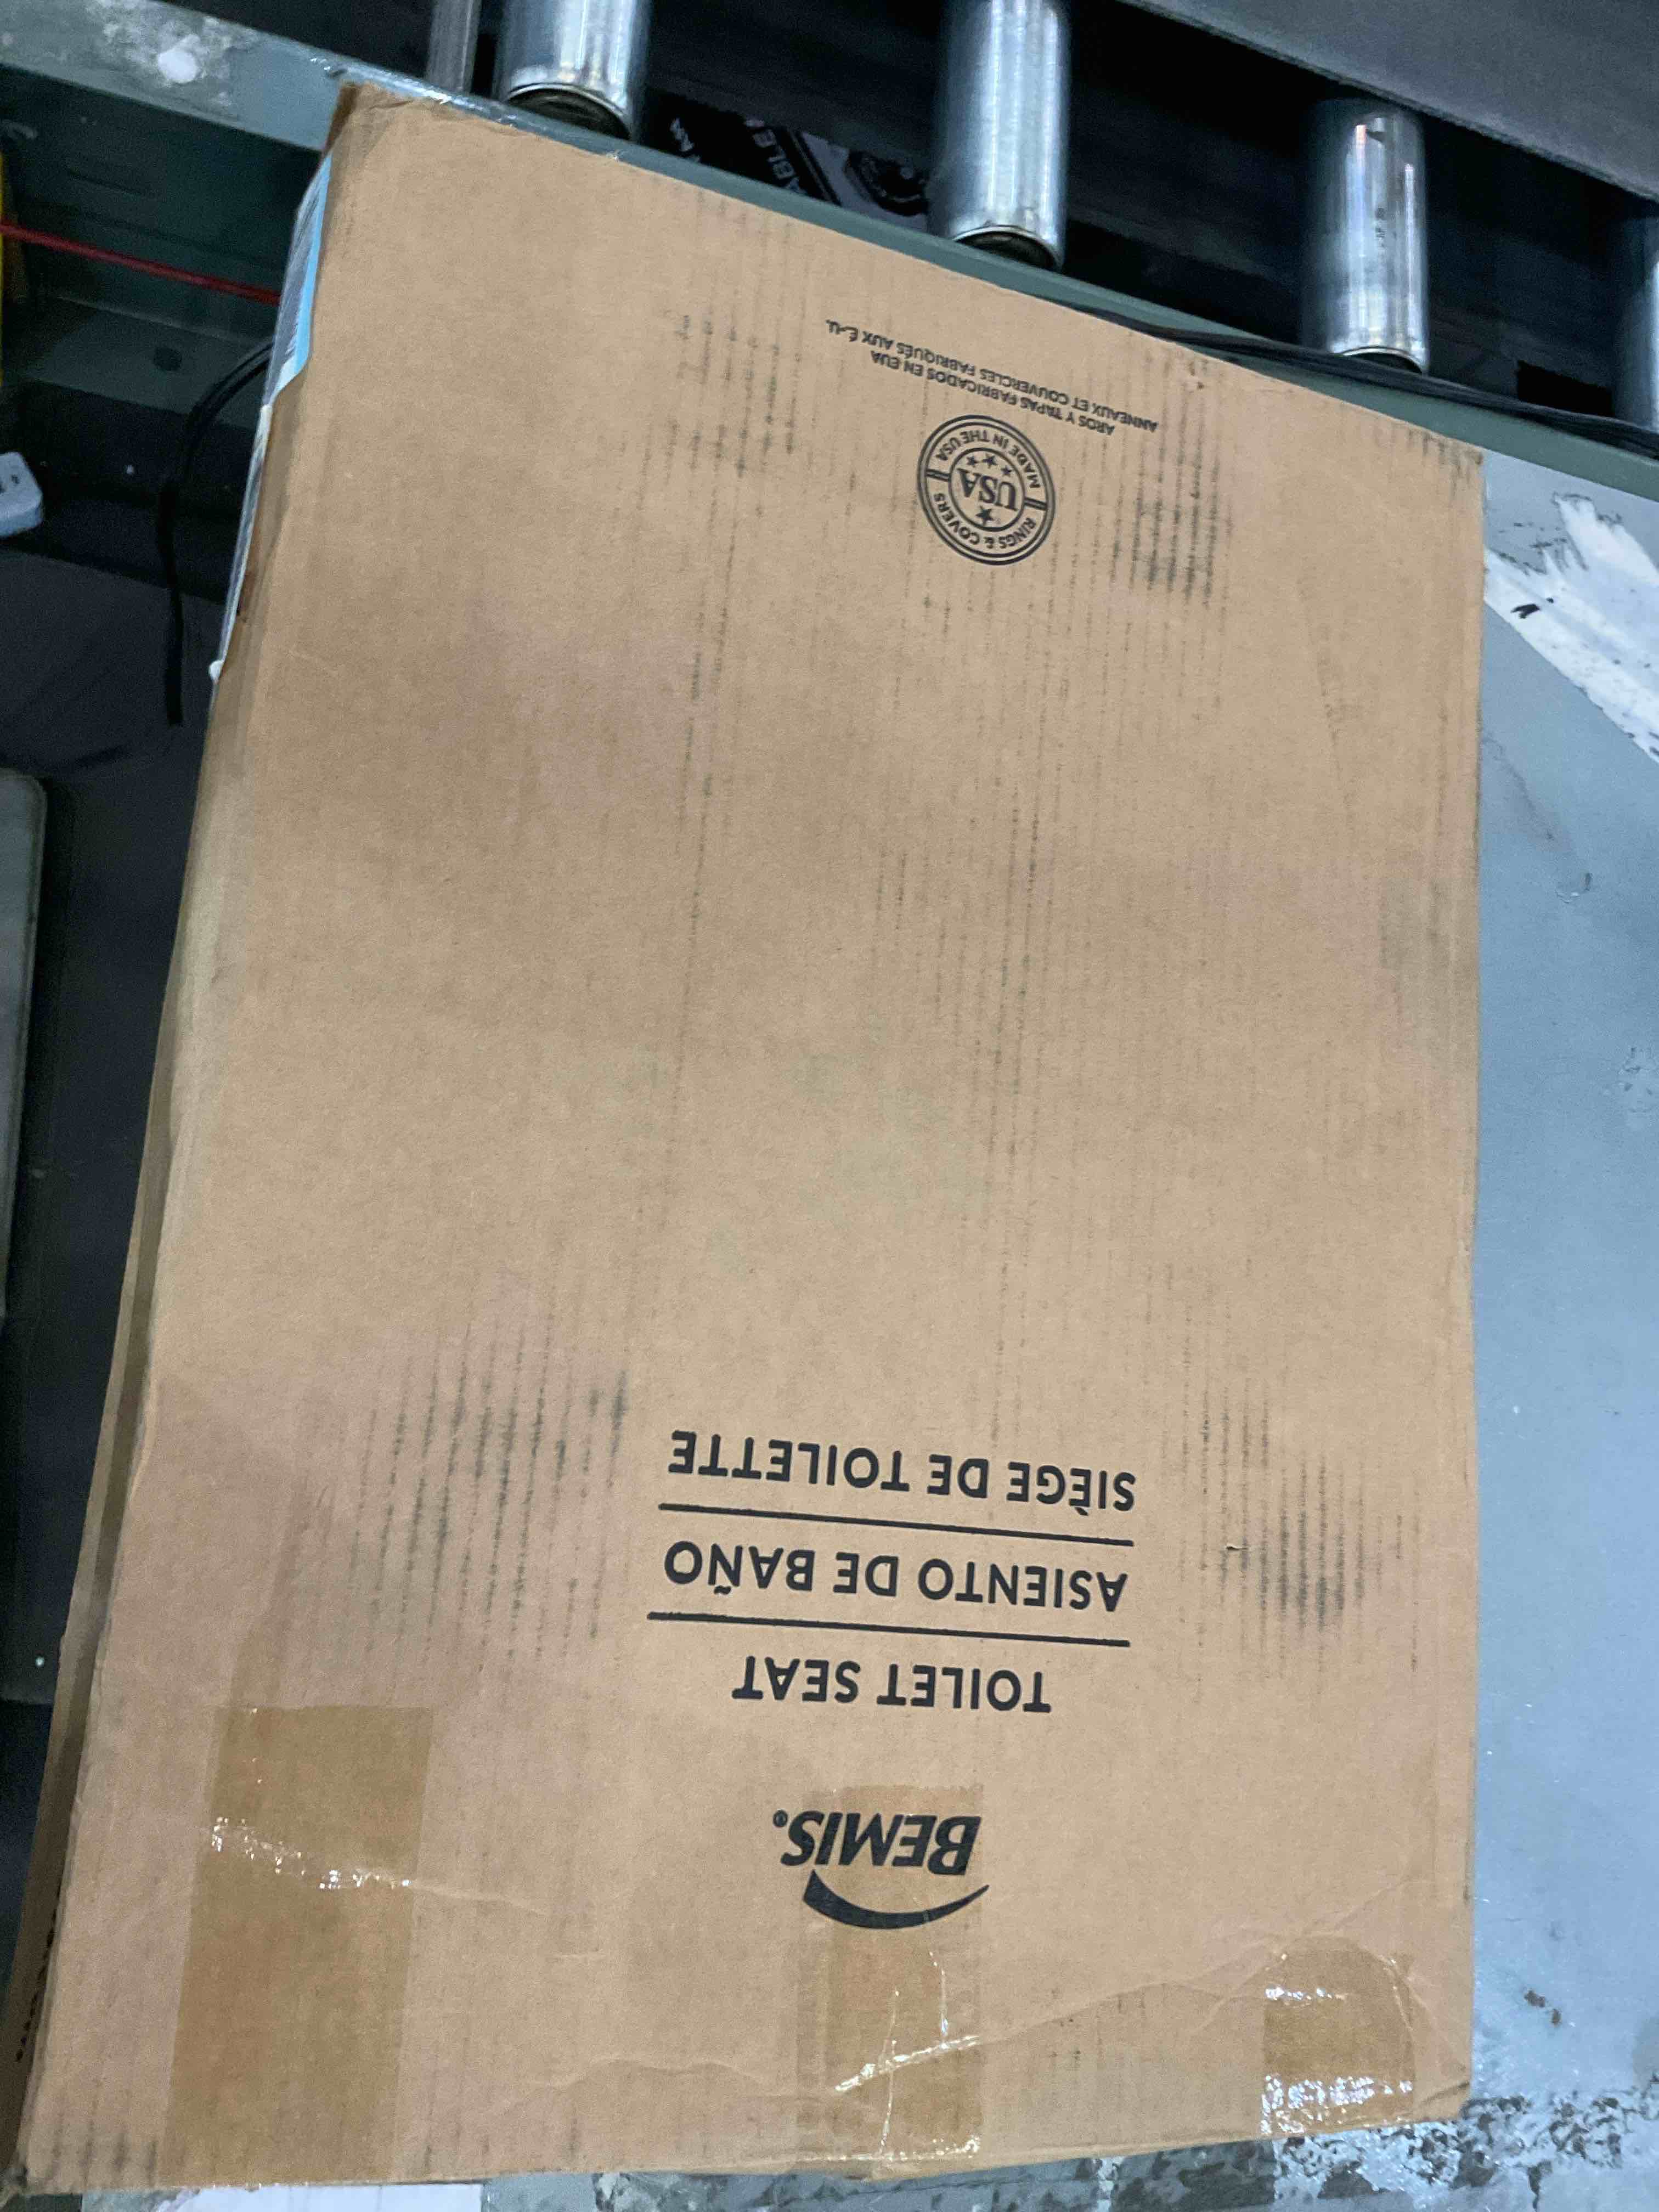 BEMIS®
TOILET SEAT
ASIENTO DE BAÑO
SIÈGE DE TOILETTE
RINGS & COVERS
USA
MADE IN THE USA
AROS Y TAPAS FABRICADOS EN EUA
ANNEAUX ET COUVERCLES FABRIQUÉS AUX É.-U.